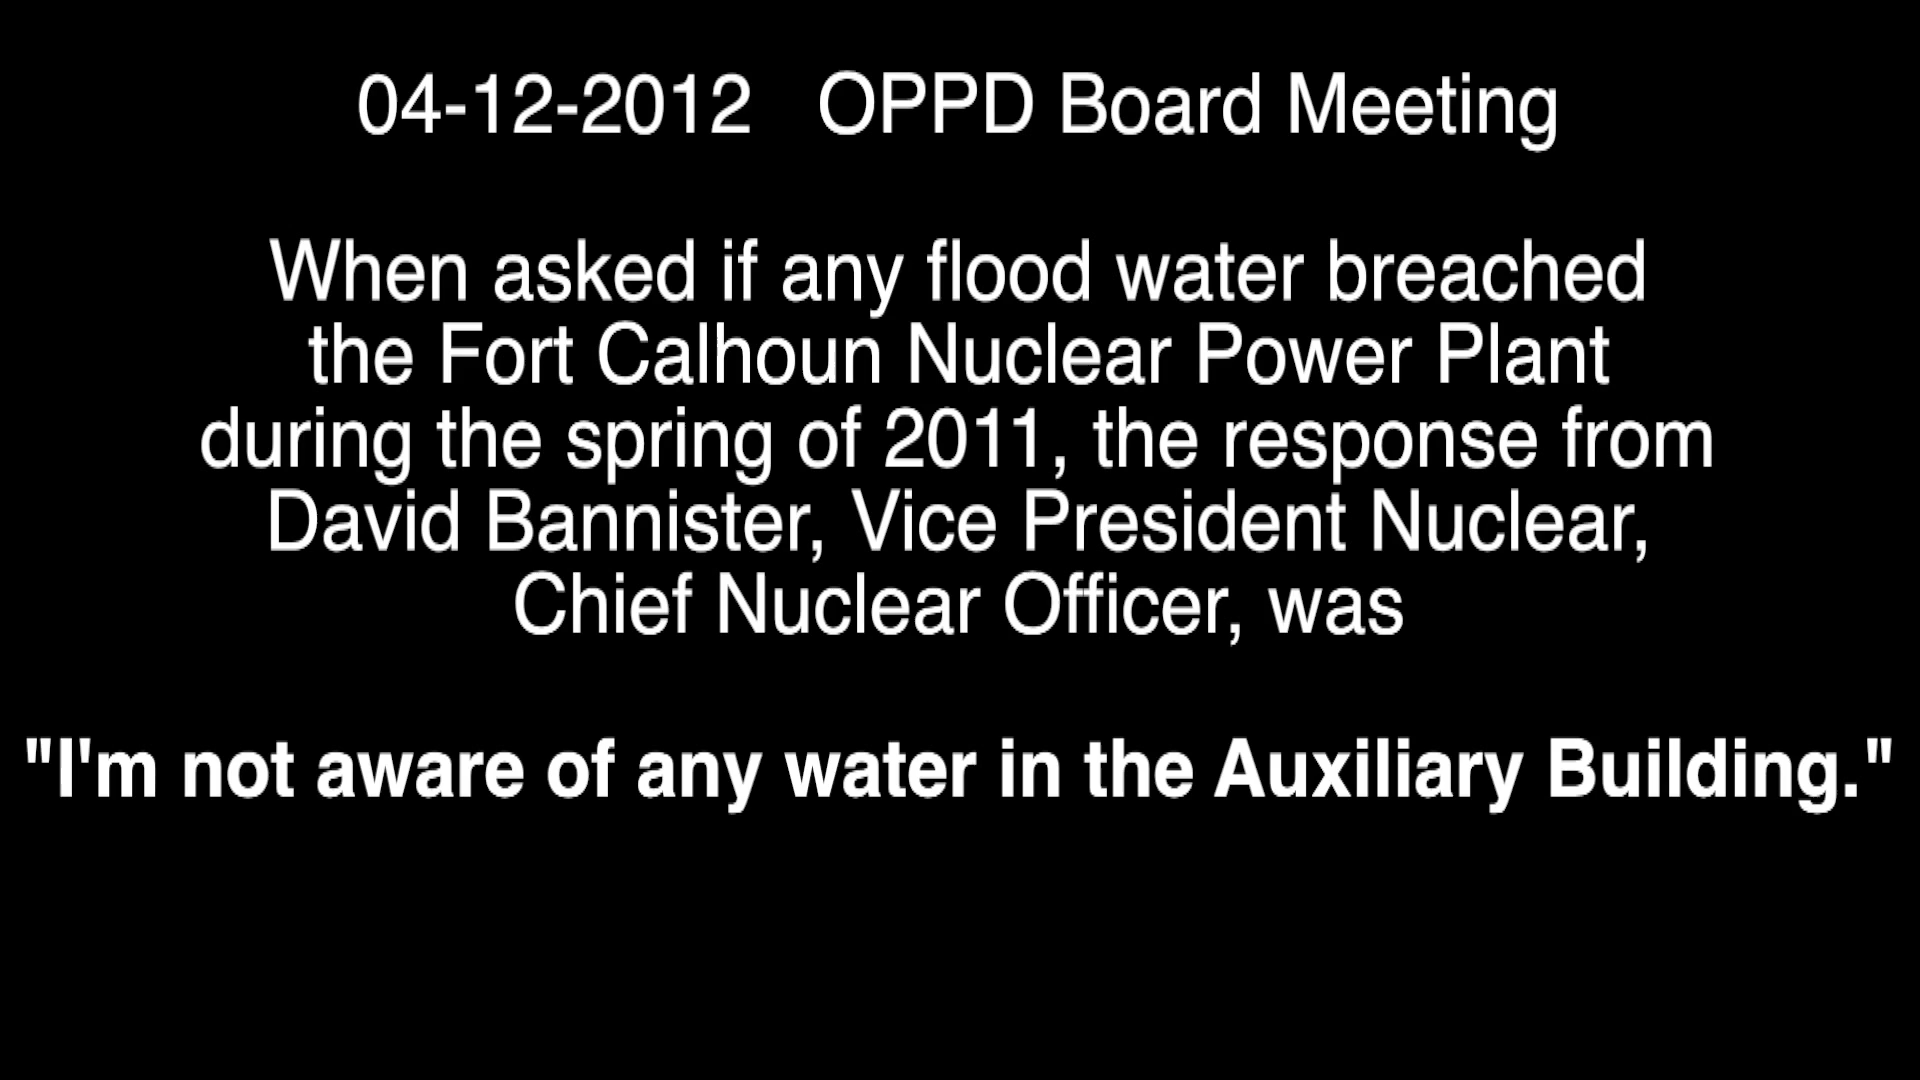 04-12-2012 OPPD Board Meeting
When asked if any flood water breached
the Fort Calhoun Nuclear Power Plant
during the spring of 2011, the response from
David Bannister, Vice President Nuclear,
Chief Nuclear Officer, was
"I'm not aware of any water in the Auxiliary Building."